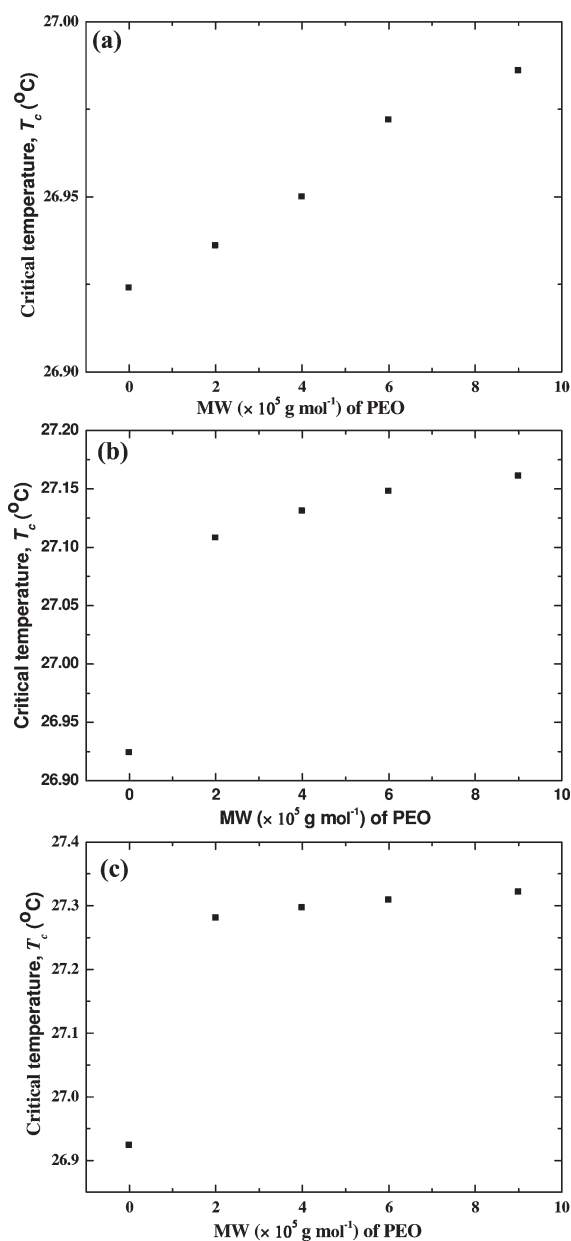 (a)
27.00
26.95
26.90
Critical temperature, Tc (°C)
0 2 4 6 8 10
MW (× 10⁵ g mol⁻¹) of PEO
(b)
27.20
27.15
27.10
27.05
27.00
26.95
26.90
Critical temperature, Tc (°C)
0 2 4 6 8 10
MW (× 10⁵ g mol⁻¹) of PEO
(c)
27.4
27.3
27.2
27.1
27.0
26.9
Critical temperature, Tc (°C)
0 2 4 6 8 10
MW (× 10⁵ g mol⁻¹) of PEO